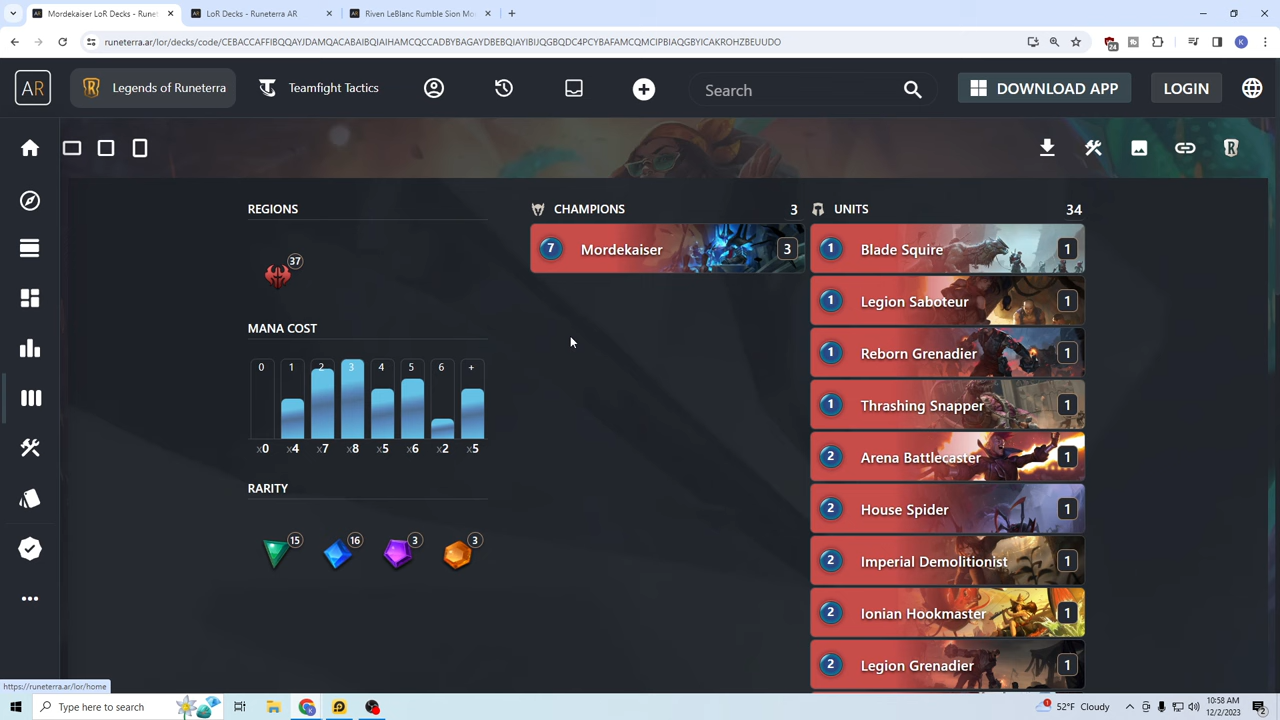 Mordekaiser LoR Decks - Runet
LoR Decks - Runeterra AR
Riven LeBlanc Rumble Sion Mo
runeterra.ar/lor/decks/code/CEBACCAFFIBQQAYJDAMQACABAIBQIAIHAMCQCCADBYBAGAYDBEBQIAYIBIJQGBQDC4PCYBAFAMCQMCIPBIAQGBYICAKROHZBEUUDO
24
K
AR
Legends of Runeterra
Teamfight Tactics
Search
DOWNLOAD APP
LOGIN
REGIONS
37
MANA COST
0 1 2 3 4 5 6 +
x0 x4 x7 x8 x5 x6 x2 x5
RARITY
15 16 3 3
CHAMPIONS 3
7 Mordekaiser 3
UNITS 34
1 Blade Squire 1
1 Legion Saboteur 1
1 Reborn Grenadier 1
1 Thrashing Snapper 1
2 Arena Battlecaster 1
2 House Spider 1
2 Imperial Demolitionist 1
2 Ionian Hookmaster 1
2 Legion Grenadier 1
https://runeterra.ar/lor/home
Type here to search
1
52°F Cloudy
10:58 AM
12/2/2023
2